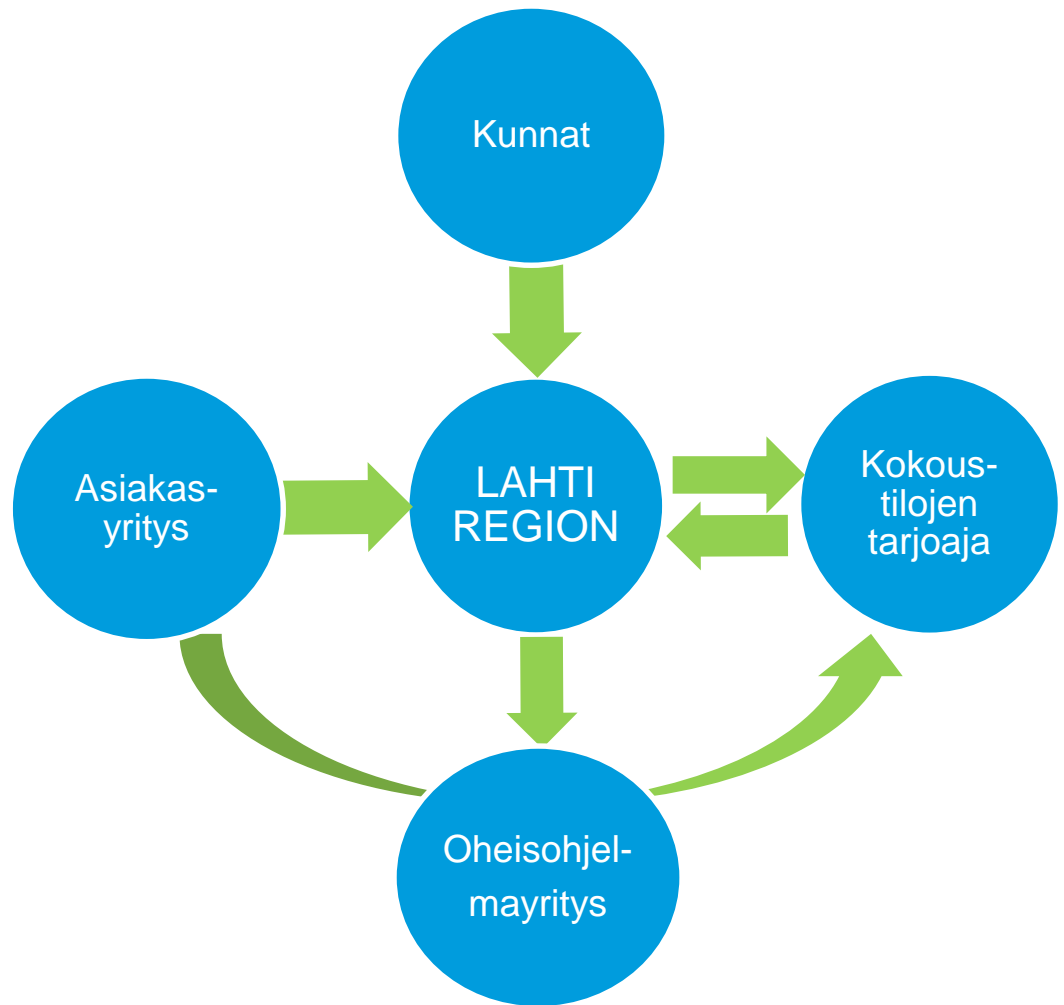 Kunnat
Asiakas-
yritys
LAHTI
REGION
Kokous-
tilojen
tarjoaja
Oheisohjel-
mayritys